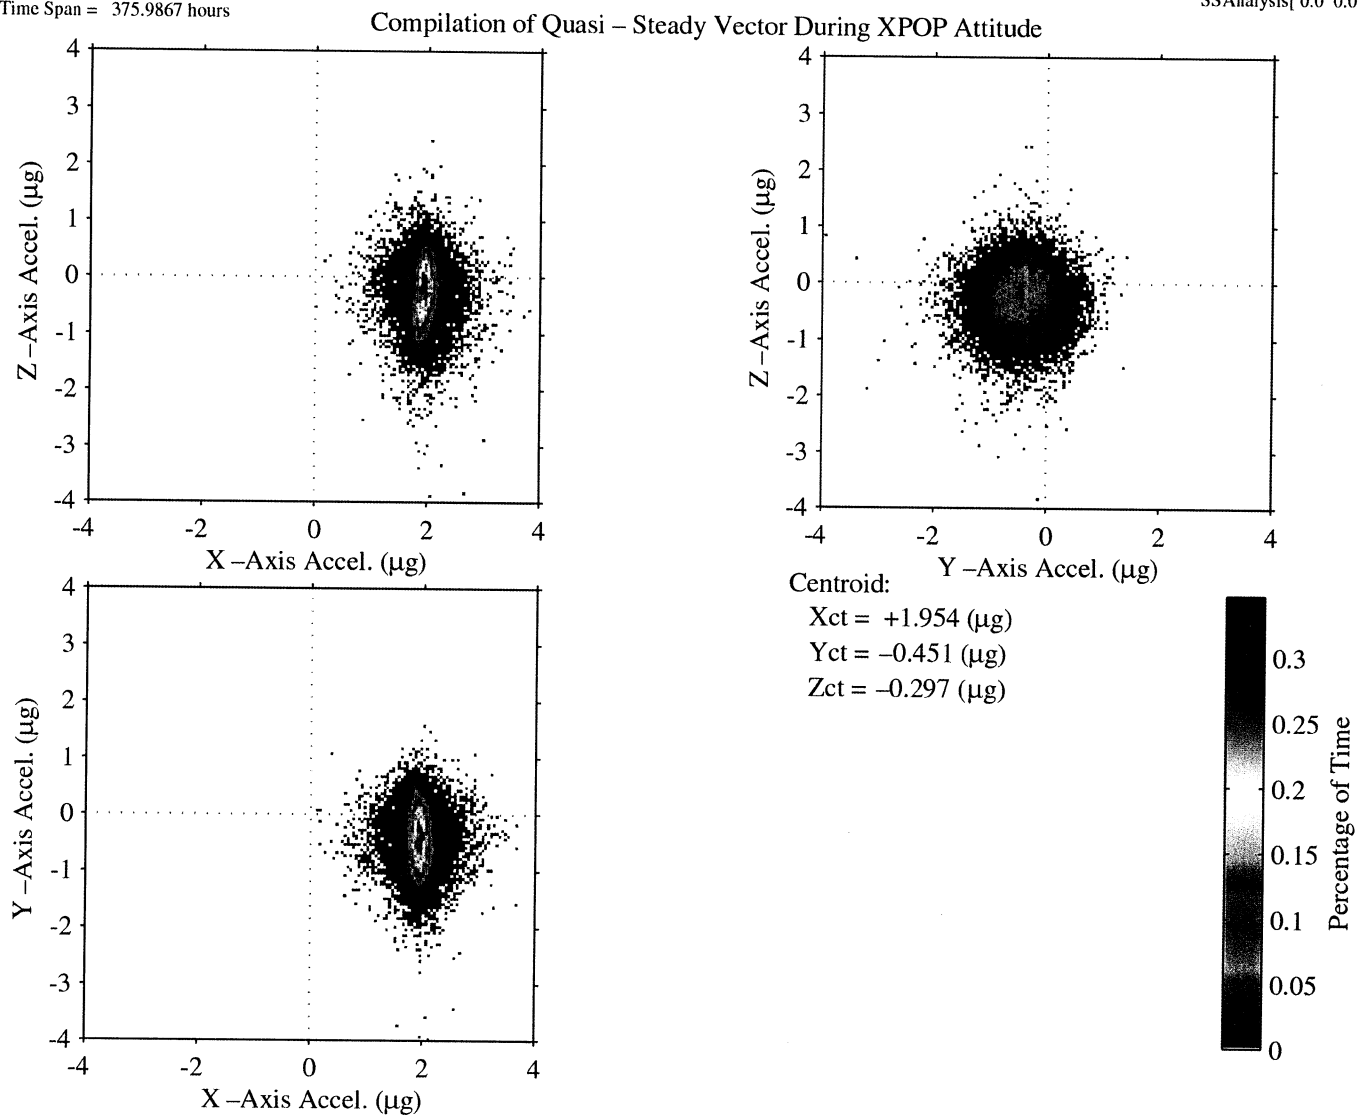 Time Span = 375.9867 hours
SSAnalysis[ 0.0 0.0
Compilation of Quasi – Steady Vector During XPOP Attitude
4
3
2
1
0
-1
-2
-3
-4
Z –Axis Accel. (µg)
-4 -2 0 2 4
X –Axis Accel. (µg)
4
3
2
1
0
-1
-2
-3
-4
Z –Axis Accel. (µg)
-4 -2 0 2 4
Y –Axis Accel. (µg)
4
3
2
1
0
-1
-2
-3
-4
Y –Axis Accel. (µg)
-4 -2 0 2 4
X –Axis Accel. (µg)
Centroid:
Xct = +1.954 (µg)
Yct = –0.451 (µg)
Zct = –0.297 (µg)
0.3
0.25
0.2
0.15
0.1
0.05
0
Percentage of Time